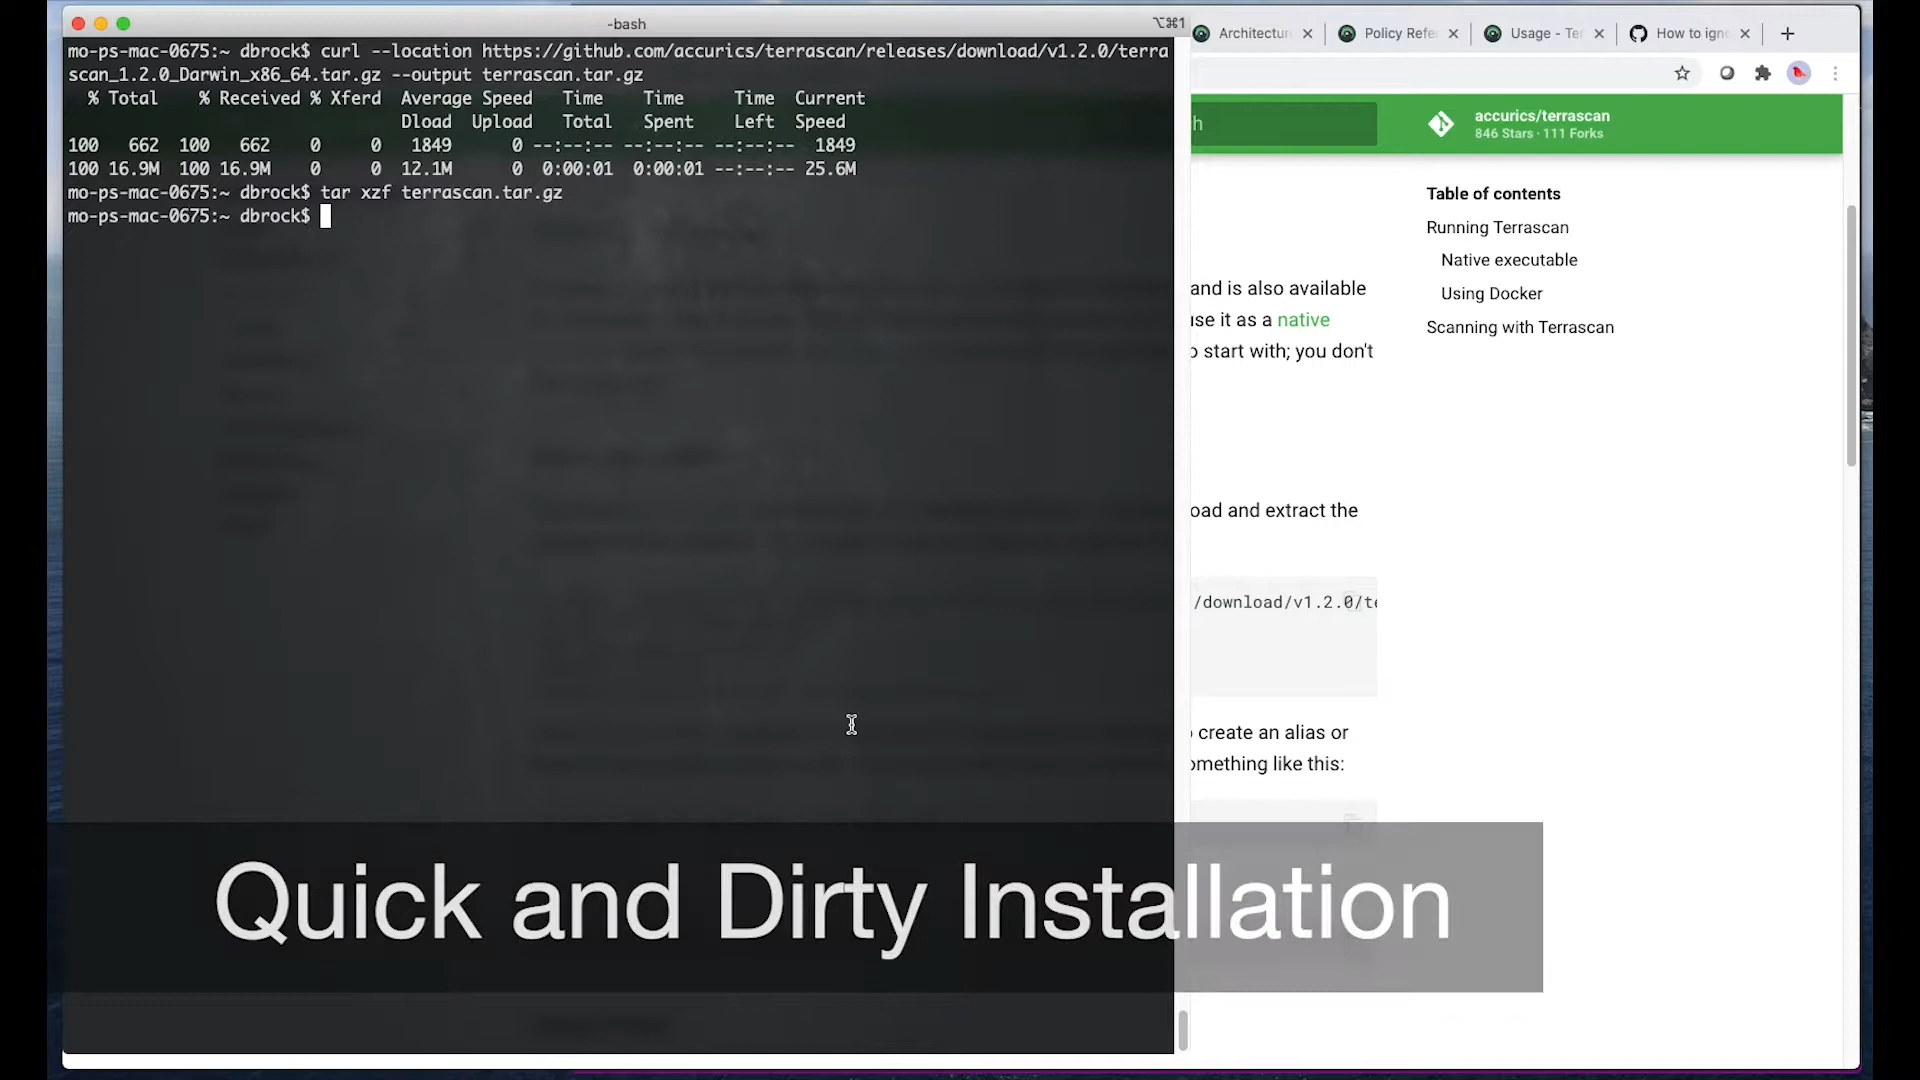 -bash
⌥⌘1
mo-ps-mac-0675:~ dbrock$ curl --location https://github.com/accurics/terrascan/releases/download/v1.2.0/terra
scan_1.2.0_Darwin_x86_64.tar.gz --output terrascan.tar.gz
% Total % Received % Xferd Average Speed Time Time Time Current
Dload Upload Total Spent Left Speed
100 662 100 662 0 0 1849 0 --:--:-- --:--:-- --:--:-- 1849
100 16.9M 100 16.9M 0 0 12.1M 0 0:00:01 0:00:01 --:--:-- 25.6M
mo-ps-mac-0675:~ dbrock$ tar xzf terrascan.tar.gz
mo-ps-mac-0675:~ dbrock$
Architectur
Policy Refe
Usage - Ter
How to igno
h
accurics/terrascan
846 Stars · 111 Forks
Table of contents
Running Terrascan
Native executable
Using Docker
Scanning with Terrascan
and is also available
use it as a native
o start with; you don't
oad and extract the
/download/v1.2.0/te
create an alias or
omething like this:
Quick and Dirty Installation